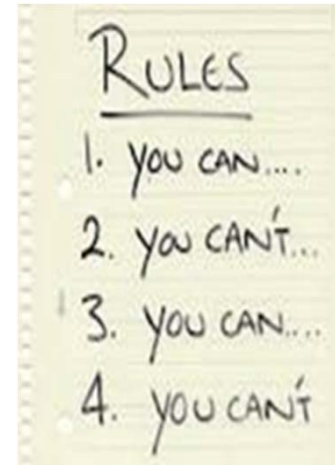 RULES
1. YOU CAN....
2. YOU CAN'T...
3. YOU CAN....
4. YOU CAN'T